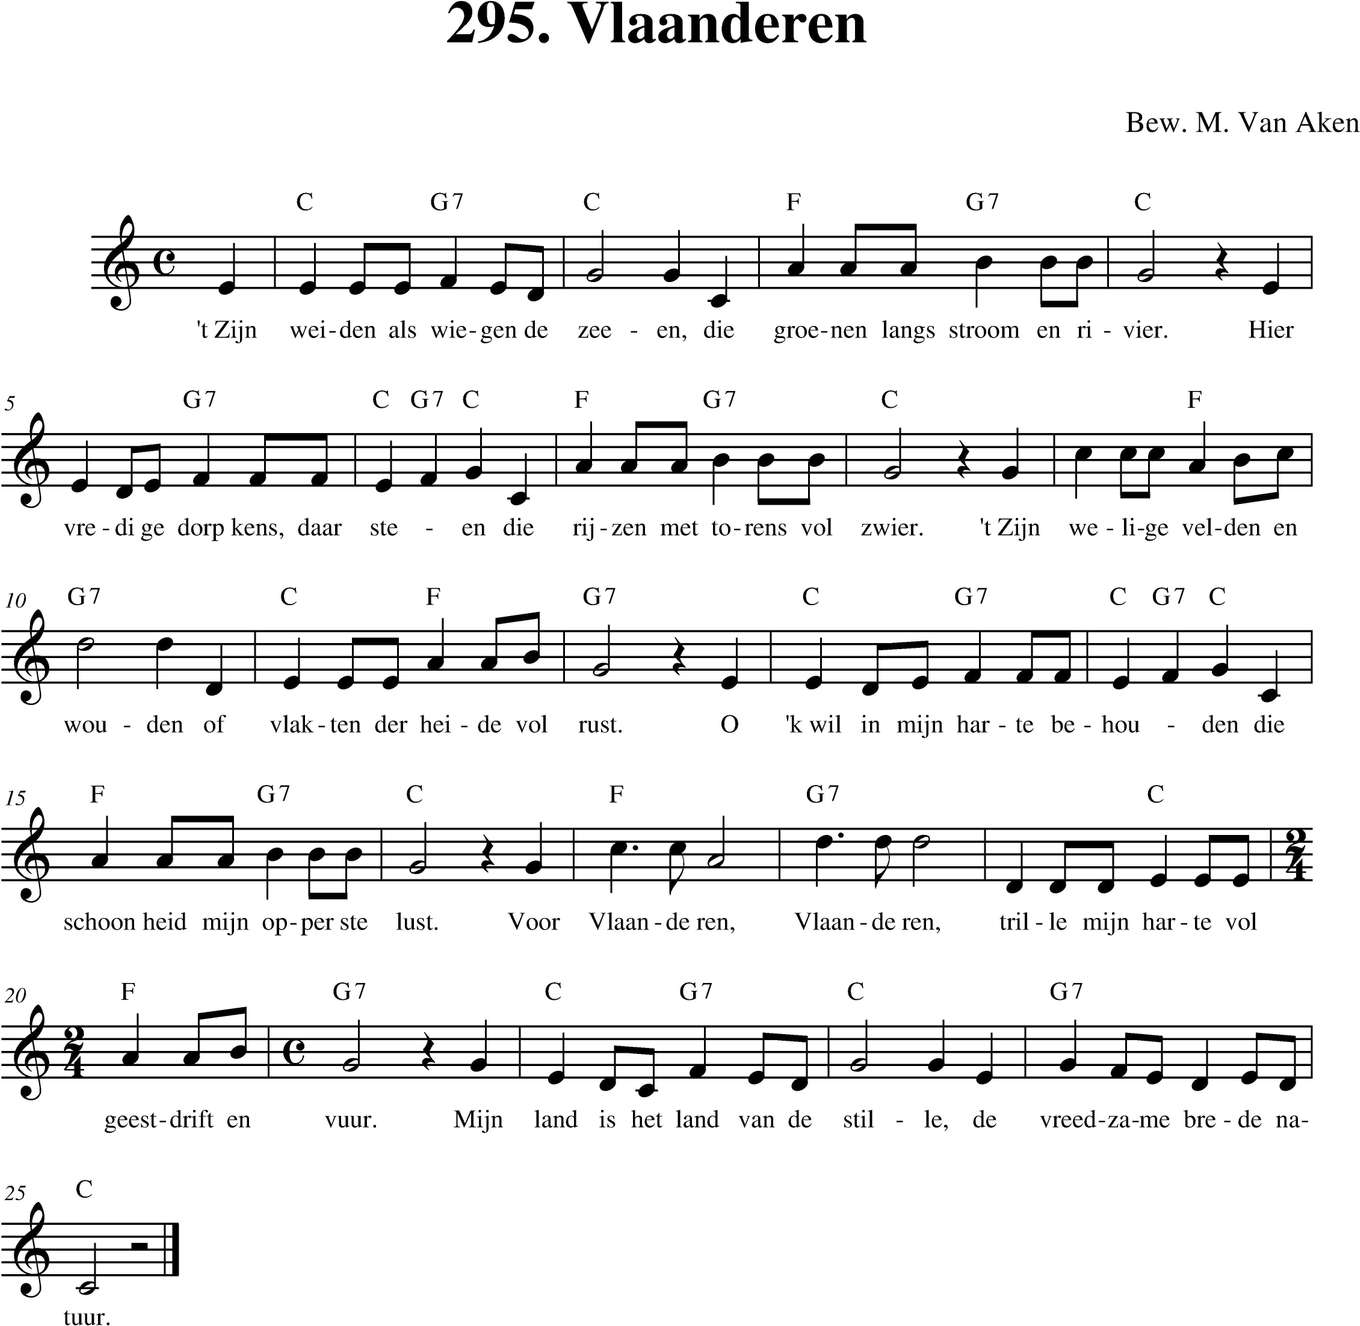 295. Vlaanderen
Bew. M. Van Aken
C G7 C F G7 C
't Zijn wei-den als wie-gen de zee - en, die groe-nen langs stroom en ri - vier. Hier
5 G7 C G7 C F G7 C F
vre - di ge dorp kens, daar ste - en die rij - zen met to - rens vol zwier. 't Zijn we - li - ge vel - den en
10 G7 C F G7 C G7 C G7 C
wou - den of vlak - ten der hei - de vol rust. O 'k wil in mijn har - te be - hou - den die
15 F G7 C F G7 C
schoon heid mijn op - per ste lust. Voor Vlaan - de ren, Vlaan - de ren, tril - le mijn har - te vol
2 4
20 F G7 C G7 C G7
2 4
geest - drift en vuur. Mijn land is het land van de stil - le, de vreed - za - me bre - de na -
25 C
tuur.